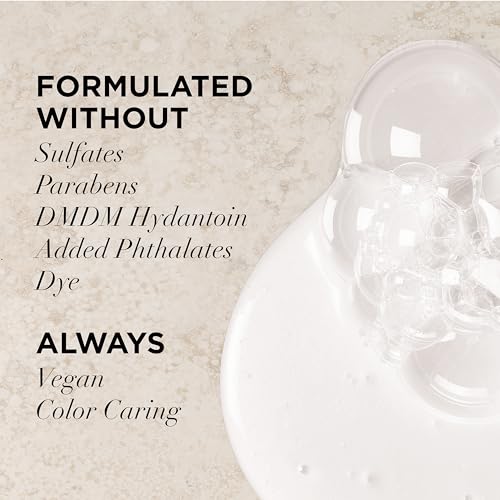 FORMULATED
WITHOUT
Sulfates
Parabens
DMDM Hydantoin
Added Phthalates
Dye
ALWAYS
Vegan
Color Caring